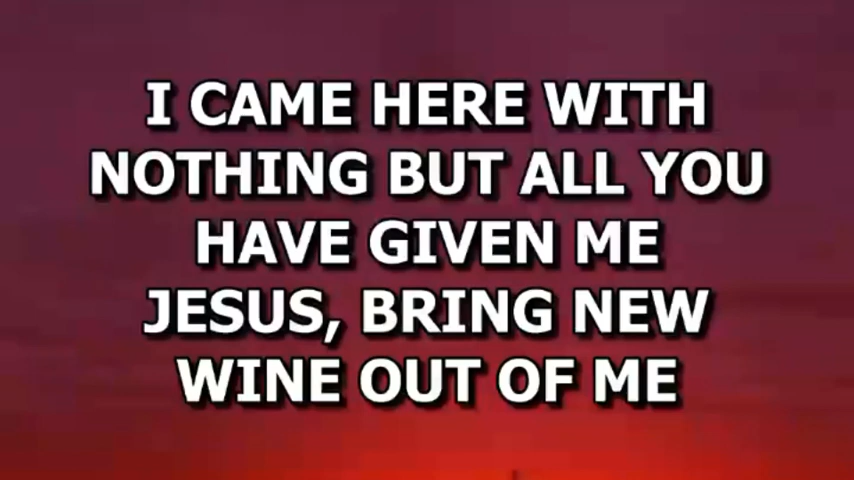 I CAME HERE WITH
NOTHING BUT ALL YOU
HAVE GIVEN ME
JESUS, BRING NEW
WINE OUT OF ME